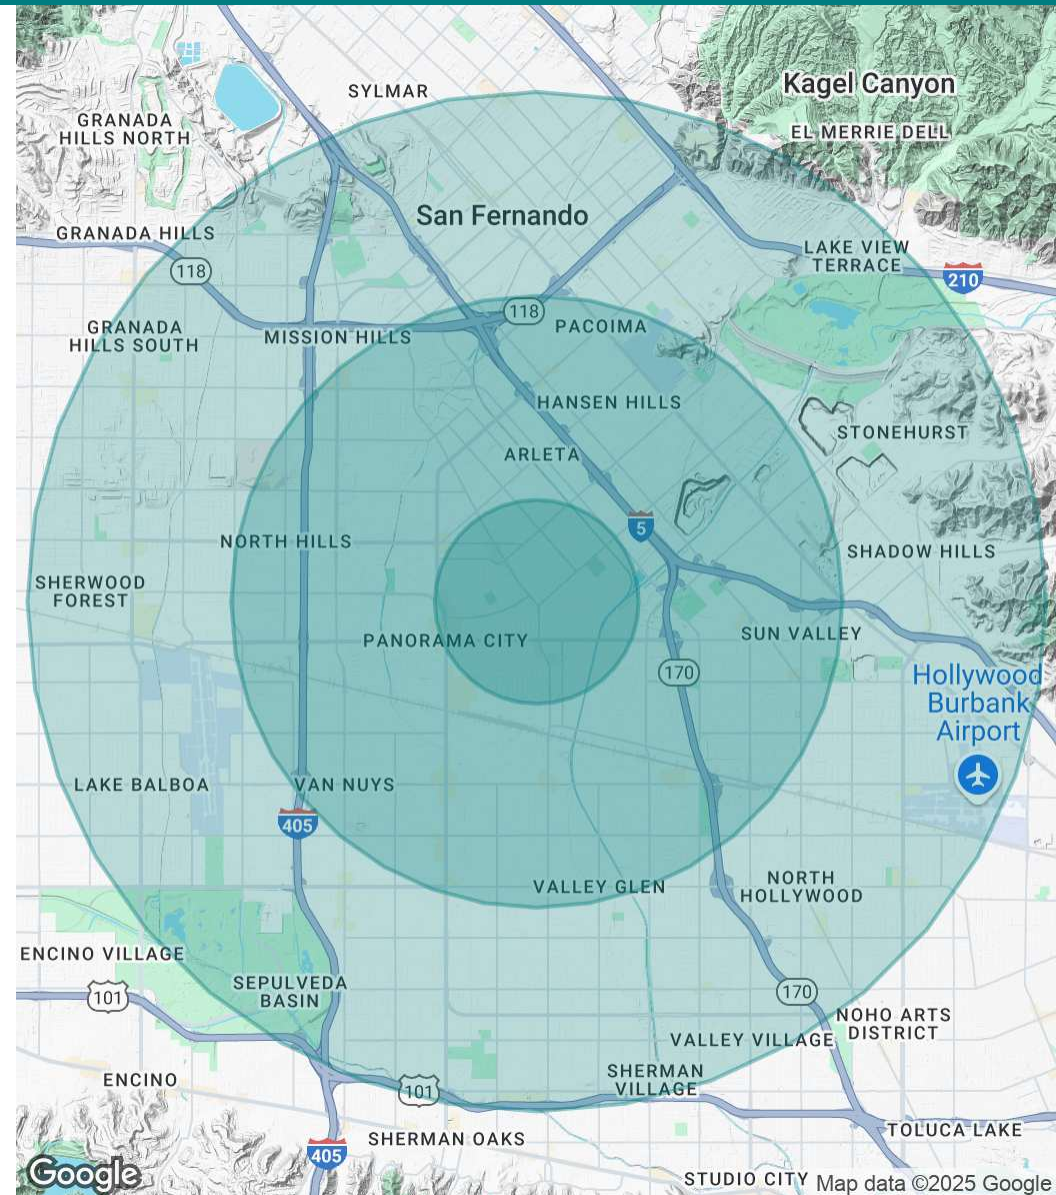 SYLMAR
Kagel Canyon
GRANADA
HILLS NORTH
EL MERRIE DELL
San Fernando
GRANADA HILLS
LAKE VIEW
TERRACE
118
210
118
PACOIMA
GRANADA
HILLS SOUTH
MISSION HILLS
HANSEN HILLS
STONEHURST
ARLETA
5
NORTH HILLS
SHADOW HILLS
SHERWOOD
FOREST
PANORAMA CITY
SUN VALLEY
170
Hollywood
Burbank
Airport
LAKE BALBOA
VAN NUYS
405
VALLEY GLEN
NORTH
HOLLYWOOD
ENCINO VILLAGE
SEPULVEDA
BASIN
101
170
NOHO ARTS
DISTRICT
VALLEY VILLAGE
ENCINO
101
SHERMAN
VILLAGE
SHERMAN OAKS
TOLUCA LAKE
405
Google
STUDIO CITY
Map data ©2025 Google